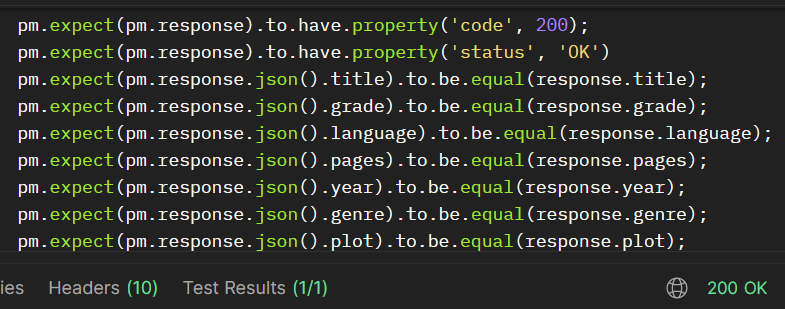 pm.expect(pm.response).to.have.property('code', 200);
pm.expect(pm.response).to.have.property('status', 'OK')
pm.expect(pm.response.json().title).to.be.equal(response.title);
pm.expect(pm.response.json().grade).to.be.equal(response.grade);
pm.expect(pm.response.json().language).to.be.equal(response.language);
pm.expect(pm.response.json().pages).to.be.equal(response.pages);
pm.expect(pm.response.json().year).to.be.equal(response.year);
pm.expect(pm.response.json().genre).to.be.equal(response.genre);
pm.expect(pm.response.json().plot).to.be.equal(response.plot);
ies Headers (10) Test Results (1/1) 200 OK